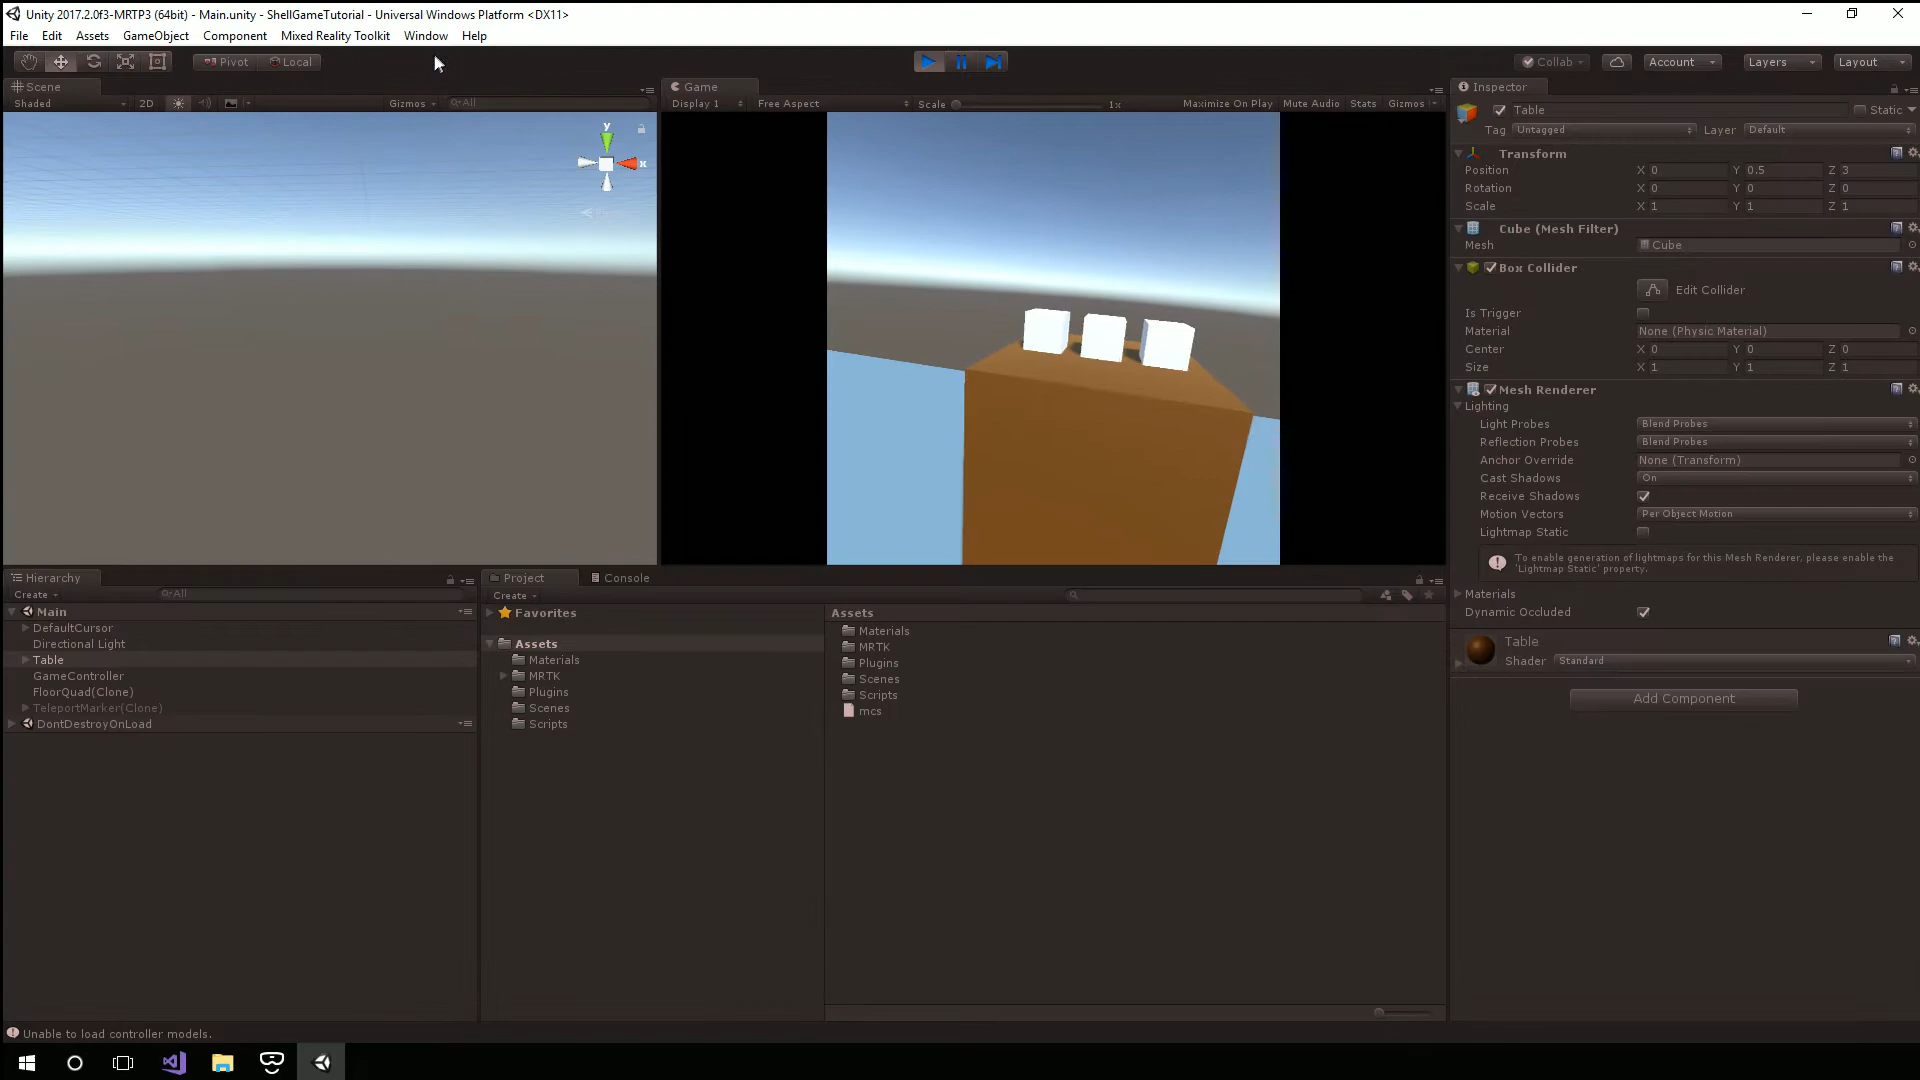 Unity 2017.2.0f3-MRTP3 (64bit) - Main.unity - ShellGameTutorial - Universal Windows Platform <DX11>
File Edit Assets GameObject Component Mixed Reality Toolkit Window Help
Pivot Local Collab Account Layers Layout
Scene
Shaded 2D Gizmos All
y
x
Game
Display 1 Free Aspect Scale 1x Maximize On Play Mute Audio Stats Gizmos
Inspector
Table Static
Tag Untagged Layer Default
Transform
Position X 0 Y 0.5 Z 3
Rotation X 0 Y 0 Z 0
Scale X 1 Y 1 Z 1
Cube (Mesh Filter)
Mesh Cube
Box Collider
Edit Collider
Is Trigger
Material None (Physic Material)
Center X 0 Y 0 Z 0
Size X 1 Y 1 Z 1
Mesh Renderer
Lighting
Light Probes Blend Probes
Reflection Probes Blend Probes
Anchor Override None (Transform)
Cast Shadows On
Receive Shadows
Motion Vectors Per Object Motion
Lightmap Static
To enable generation of lightmaps for this Mesh Renderer, please enable the
'Lightmap Static' property.
Materials
Dynamic Occluded
Table
Shader Standard
Add Component
Hierarchy
Create All
Main
DefaultCursor
Directional Light
Table
GameController
FloorQuad(Clone)
TeleportMarker(Clone)
DontDestroyOnLoad
Project Console
Create
Favorites
Assets
Materials
MRTK
Plugins
Scenes
Scripts
Assets
Materials
MRTK
Plugins
Scenes
Scripts
mcs
Unable to load controller models.